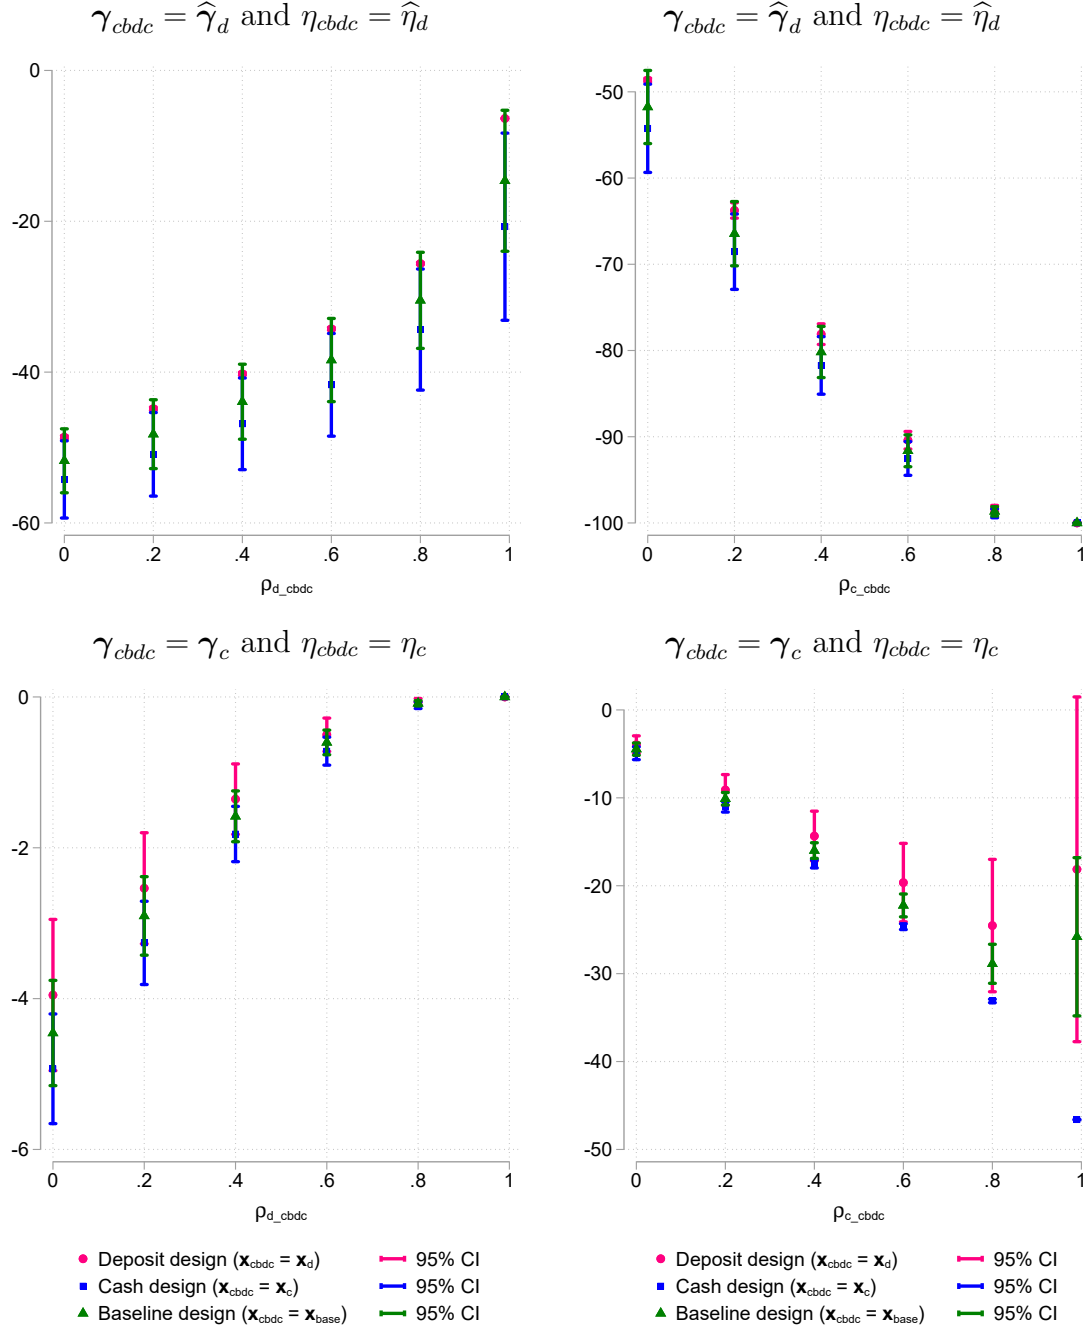 γcbdc = γ̂d and ηcbdc = η̂d
0
-20
-40
-60
0 .2 .4 .6 .8 1
ρd_cbdc
γcbdc = γ̂d and ηcbdc = η̂d
-50
-60
-70
-80
-90
-100
0 .2 .4 .6 .8 1
ρc_cbdc
γcbdc = γc and ηcbdc = ηc
0
-2
-4
-6
0 .2 .4 .6 .8 1
ρd_cbdc
γcbdc = γc and ηcbdc = ηc
0
-10
-20
-30
-40
-50
0 .2 .4 .6 .8 1
ρc_cbdc
Deposit design (xcbdc = xd) 95% CI
Cash design (xcbdc = xc) 95% CI
Baseline design (xcbdc = xbase) 95% CI
Deposit design (xcbdc = xd) 95% CI
Cash design (xcbdc = xc) 95% CI
Baseline design (xcbdc = xbase) 95% CI